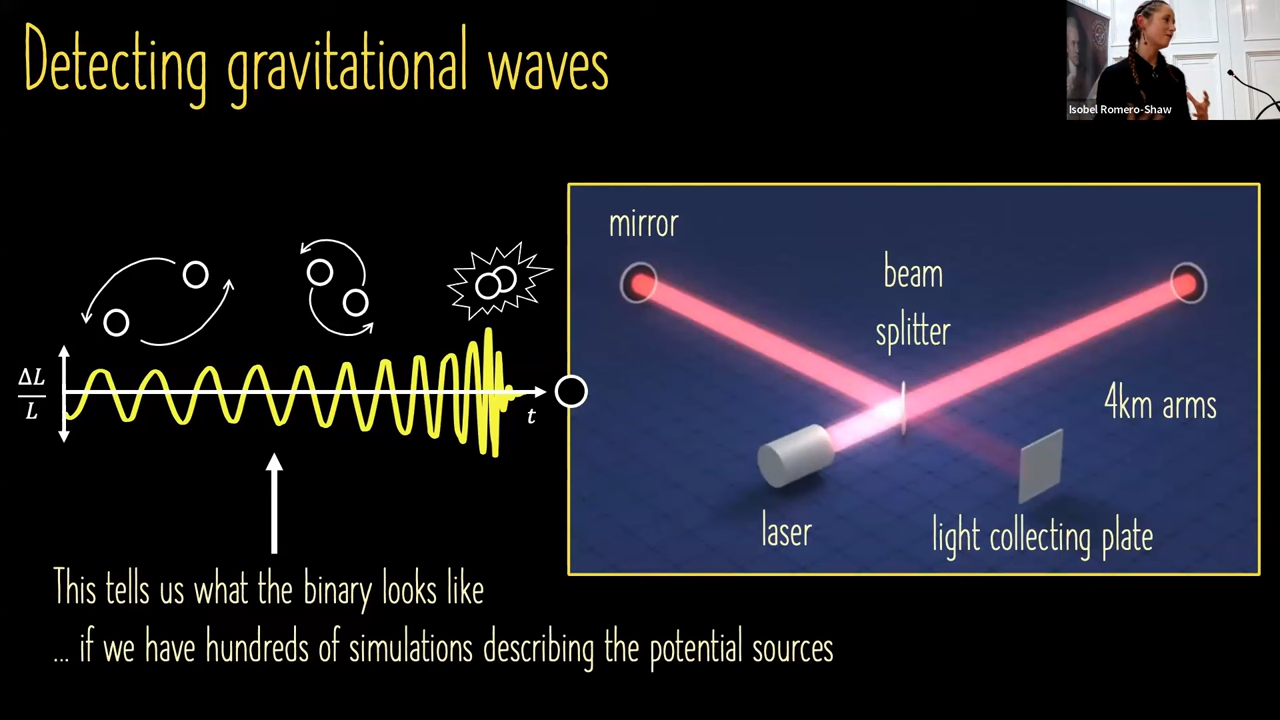 Detecting gravitational waves
Isobel Romero-Shaw
mirror
beam
splitter
4km arms
laser
light collecting plate
ΔL
L
t
This tells us what the binary looks like
... if we have hundreds of simulations describing the potential sources